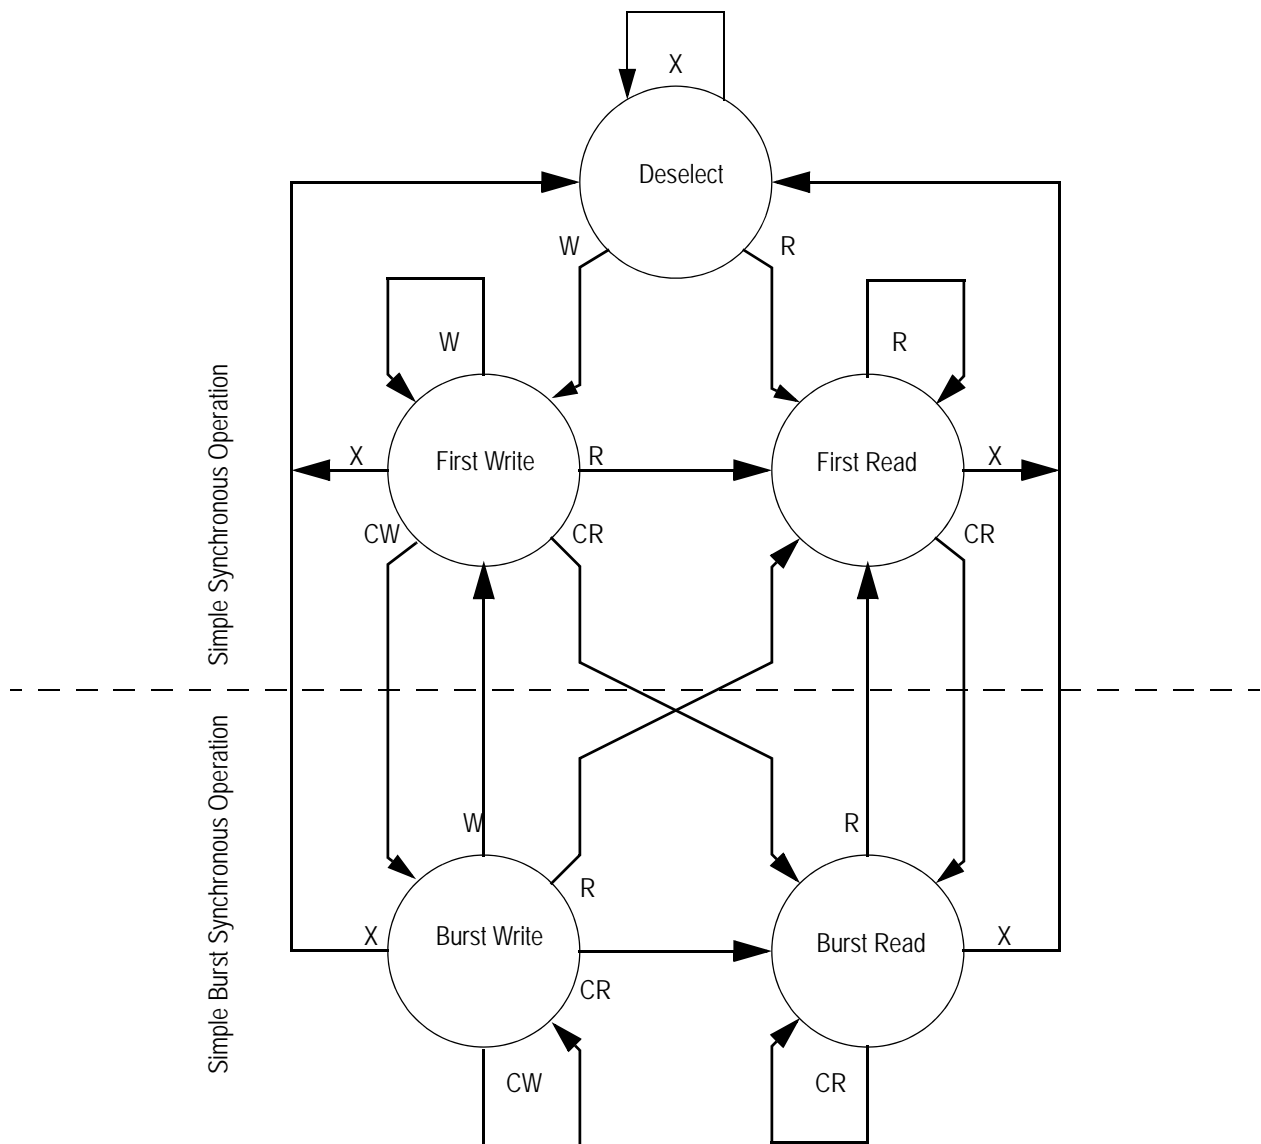 X
Deselect
W
R
W
R
Simple Synchronous Operation
X
First Write
R
First Read
X
CW
CR
CR
Simple Burst Synchronous Operation
W
R
R
X
Burst Write
Burst Read
X
CR
CW
CR